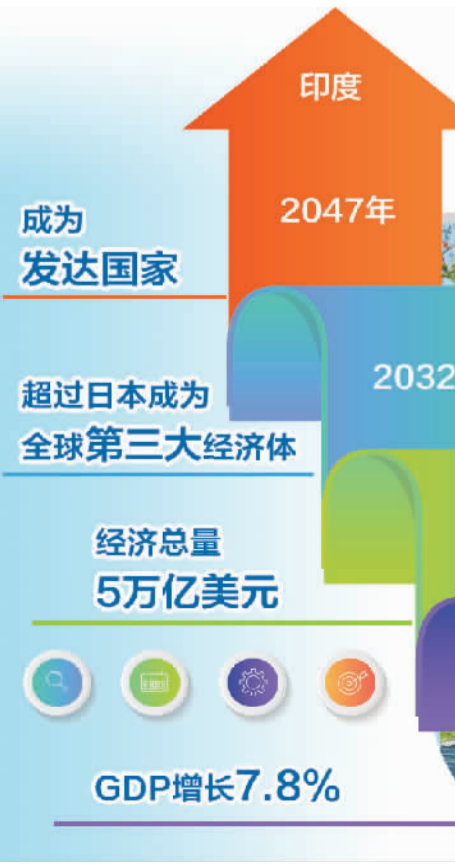 印度
2047年
成为
发达国家
2032
超过日本成为
全球第三大经济体
经济总量
5万亿美元
GDP增长7.8%